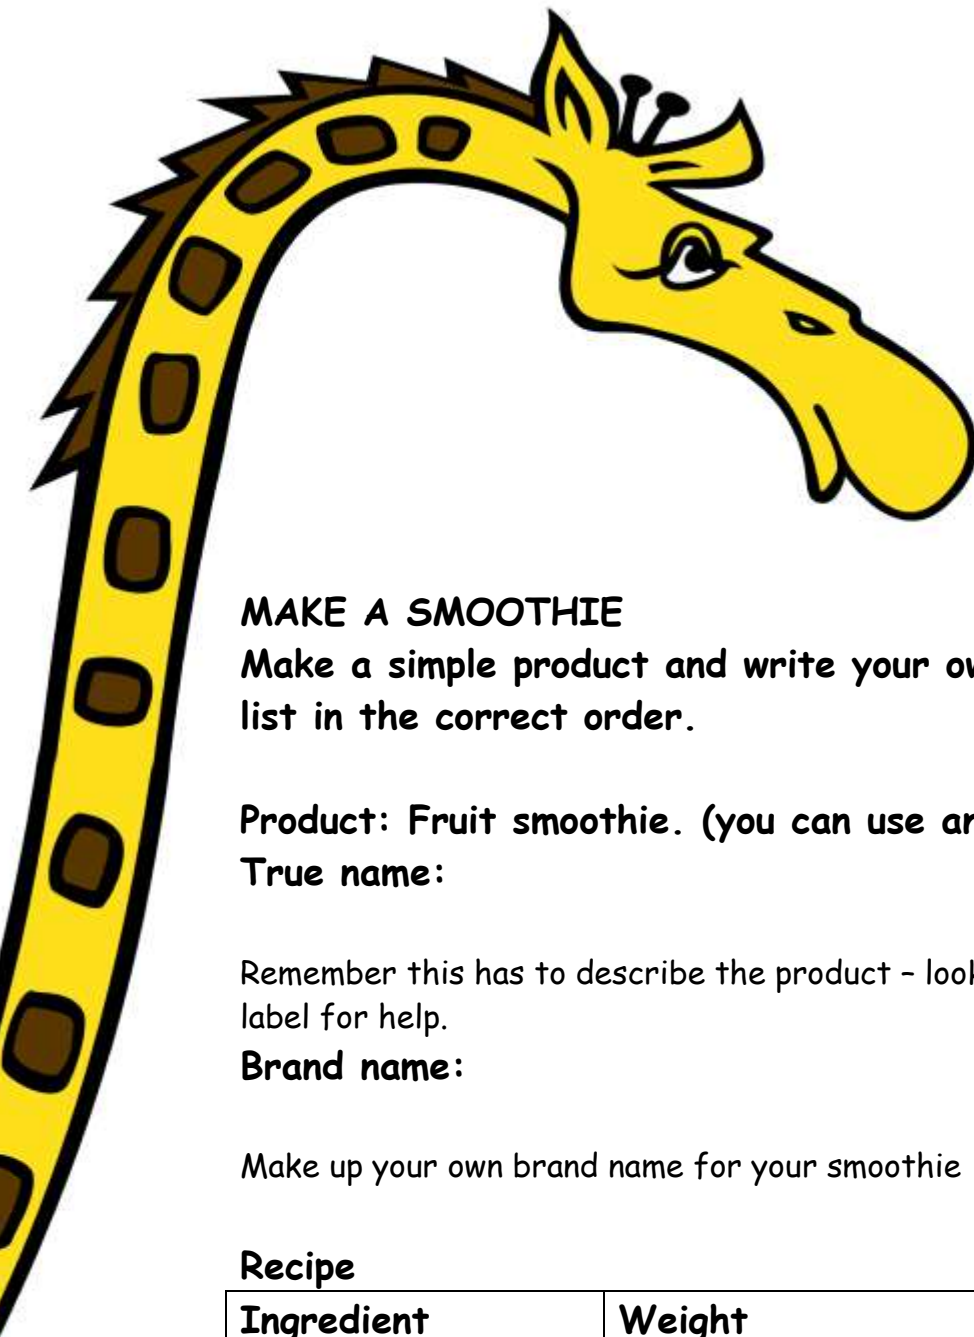 MAKE A SMOOTHIE
Make a simple product and write your
list in the correct order.
Product: Fruit smoothie. (you can use
True name:
Remember this has to describe the product – look
label for help.
Brand name:
Make up your own brand name for your smoothie
Recipe
Ingredient Weight